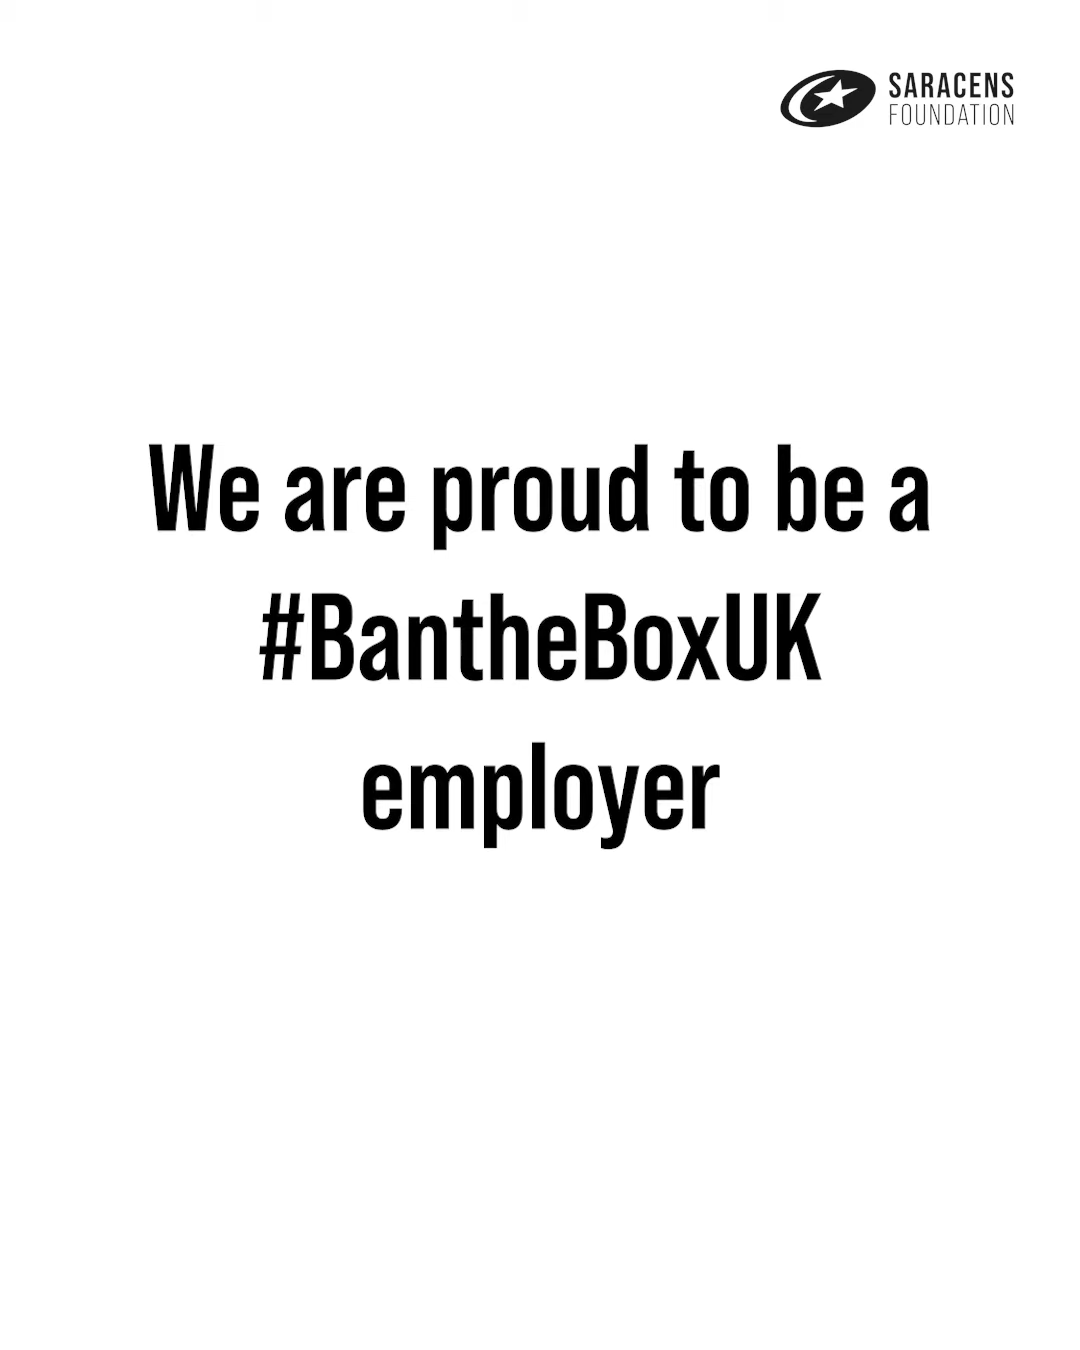 SARACENS
FOUNDATION
We are proud to be a
#BantheBoxUK
employer